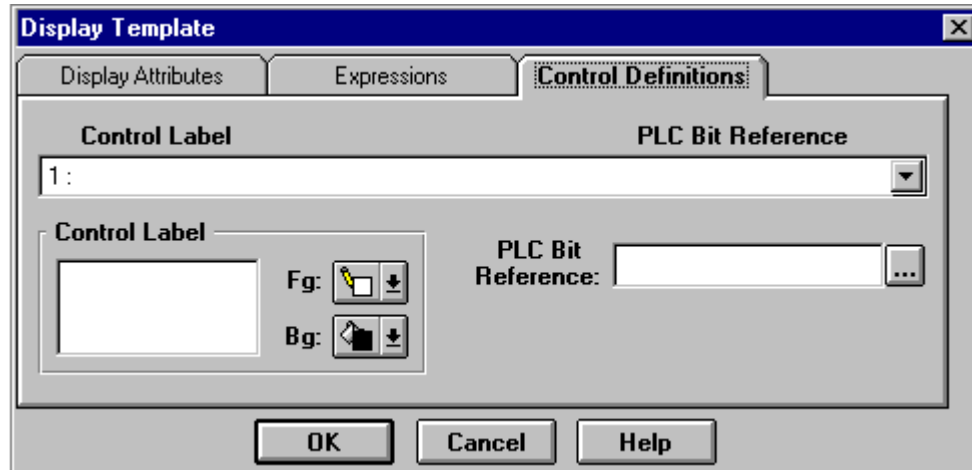 Display Template
Display Attributes Expressions Control Definitions
Control Label PLC Bit Reference
1 :
Control Label
Fg:
Bg:
PLC Bit
Reference: ...
OK Cancel Help